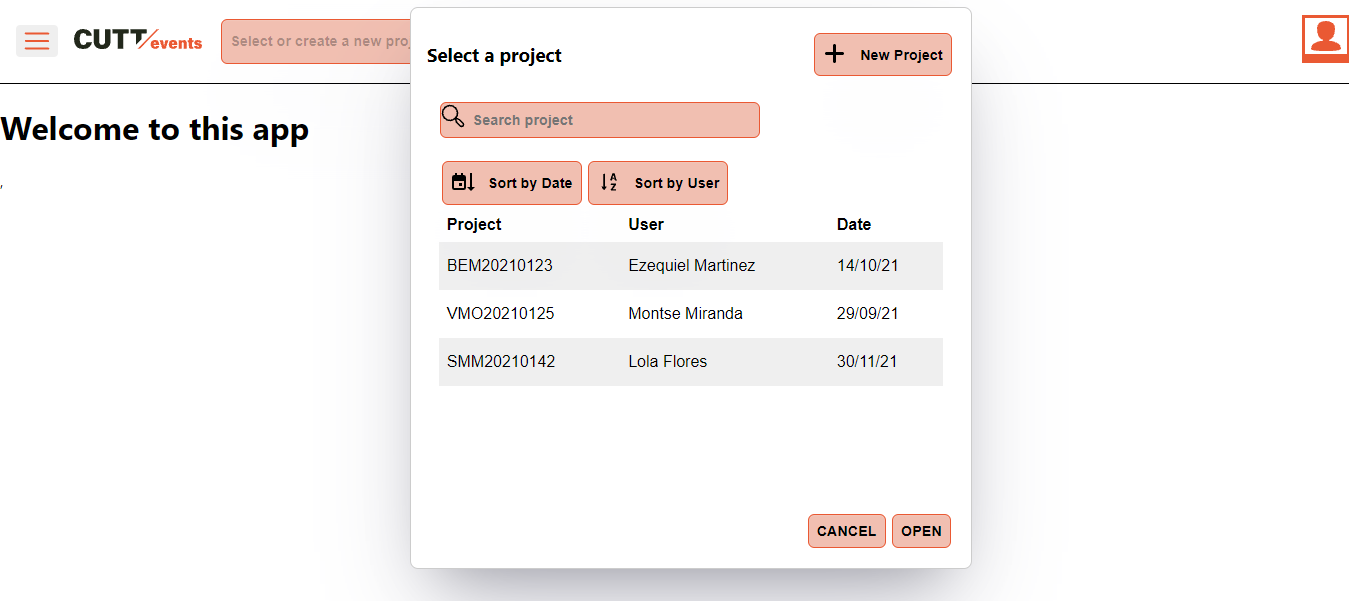 CUTT/events
Select or create a new proj
Welcome to this app
,
Select a project
New Project
Search project
Sort by Date
A Z Sort by User
Project User Date
BEM20210123 Ezequiel Martinez 14/10/21
VMO20210125 Montse Miranda 29/09/21
SMM20210142 Lola Flores 30/11/21
CANCEL OPEN